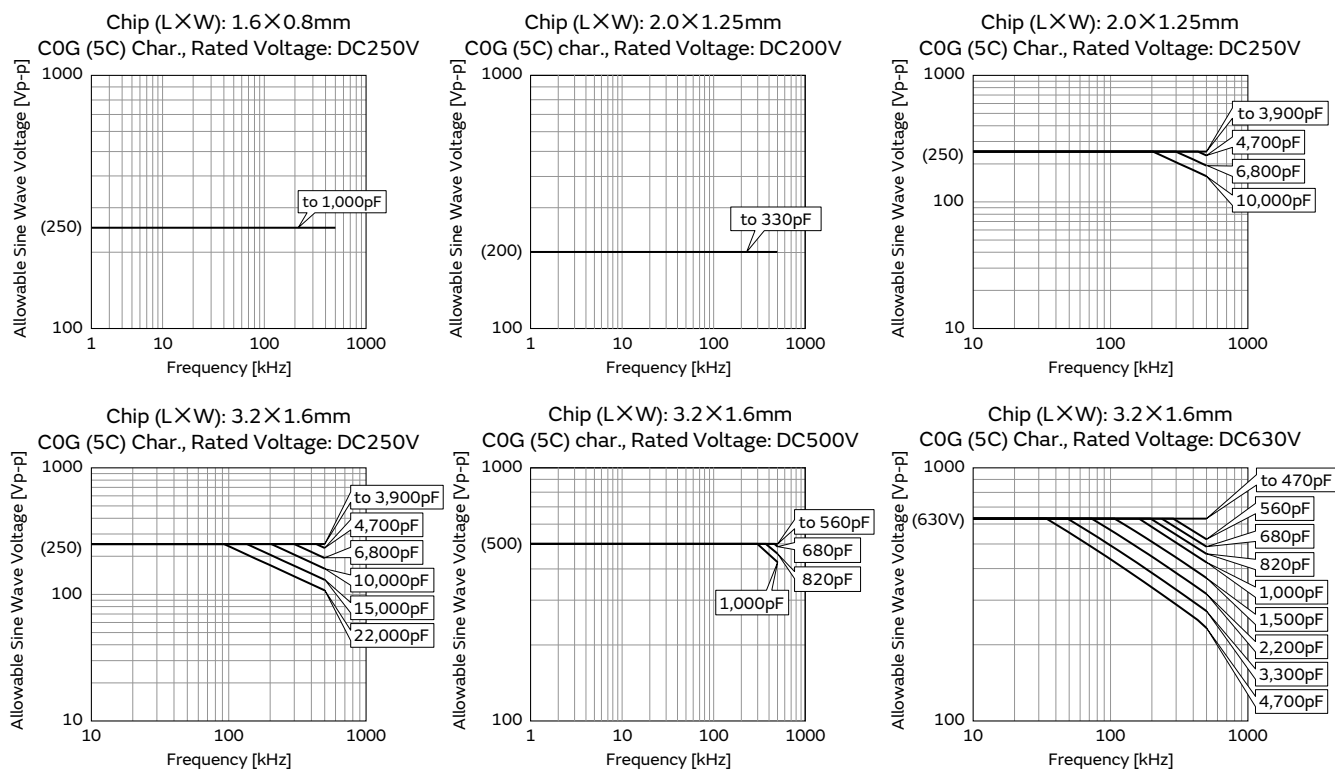 Chip (L×W): 1.6×0.8mm
C0G (5C) Char., Rated Voltage: DC250V
Allowable Sine Wave Voltage [Vp-p]
1000
(250)
100
to 1,000pF
1
10
100
1000
Frequency [kHz]
Chip (L×W): 2.0×1.25mm
C0G (5C) char., Rated Voltage: DC200V
Allowable Sine Wave Voltage [Vp-p]
1000
(200)
100
to 330pF
1
10
100
1000
Frequency [kHz]
Chip (L×W): 2.0×1.25mm
C0G (5C) Char., Rated Voltage: DC250V
Allowable Sine Wave Voltage [Vp-p]
1000
(250)
100
10
to 3,900pF
4,700pF
6,800pF
10,000pF
10
100
1000
Frequency [kHz]
Chip (L×W): 3.2×1.6mm
C0G (5C) Char., Rated Voltage: DC250V
Allowable Sine Wave Voltage [Vp-p]
1000
(250)
100
10
to 3,900pF
4,700pF
6,800pF
10,000pF
15,000pF
22,000pF
10
100
1000
Frequency [kHz]
Chip (L×W): 3.2×1.6mm
C0G (5C) char., Rated Voltage: DC500V
Allowable Sine Wave Voltage [Vp-p]
1000
(500)
100
to 560pF
680pF
820pF
1,000pF
1
10
100
1000
Frequency [kHz]
Chip (L×W): 3.2×1.6mm
C0G (5C) Char., Rated Voltage: DC630V
Allowable Sine Wave Voltage [Vp-p]
1000
(630V)
100
to 470pF
560pF
680pF
820pF
1,000pF
1,500pF
2,200pF
3,300pF
4,700pF
10
100
1000
Frequency [kHz]